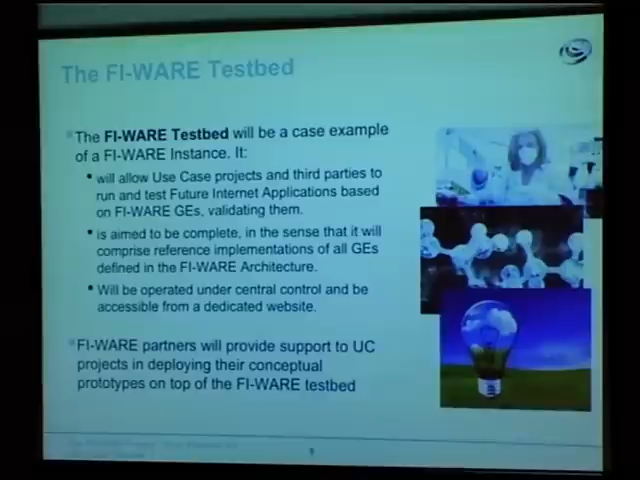 The FI-WARE Testbed
The FI-WARE Testbed will be a case example
of a FI-WARE Instance. It:
will allow Use Case projects and third parties to
run and test Future Internet Applications based
on FI-WARE GEs, validating them.
is aimed to be complete, in the sense that it will
comprise reference implementations of all GEs
defined in the FI-WARE Architecture.
Will be operated under central control and be
accessible from a dedicated website.
FI-WARE partners will provide support to UC
projects in deploying their conceptual
prototypes on top of the FI-WARE testbed